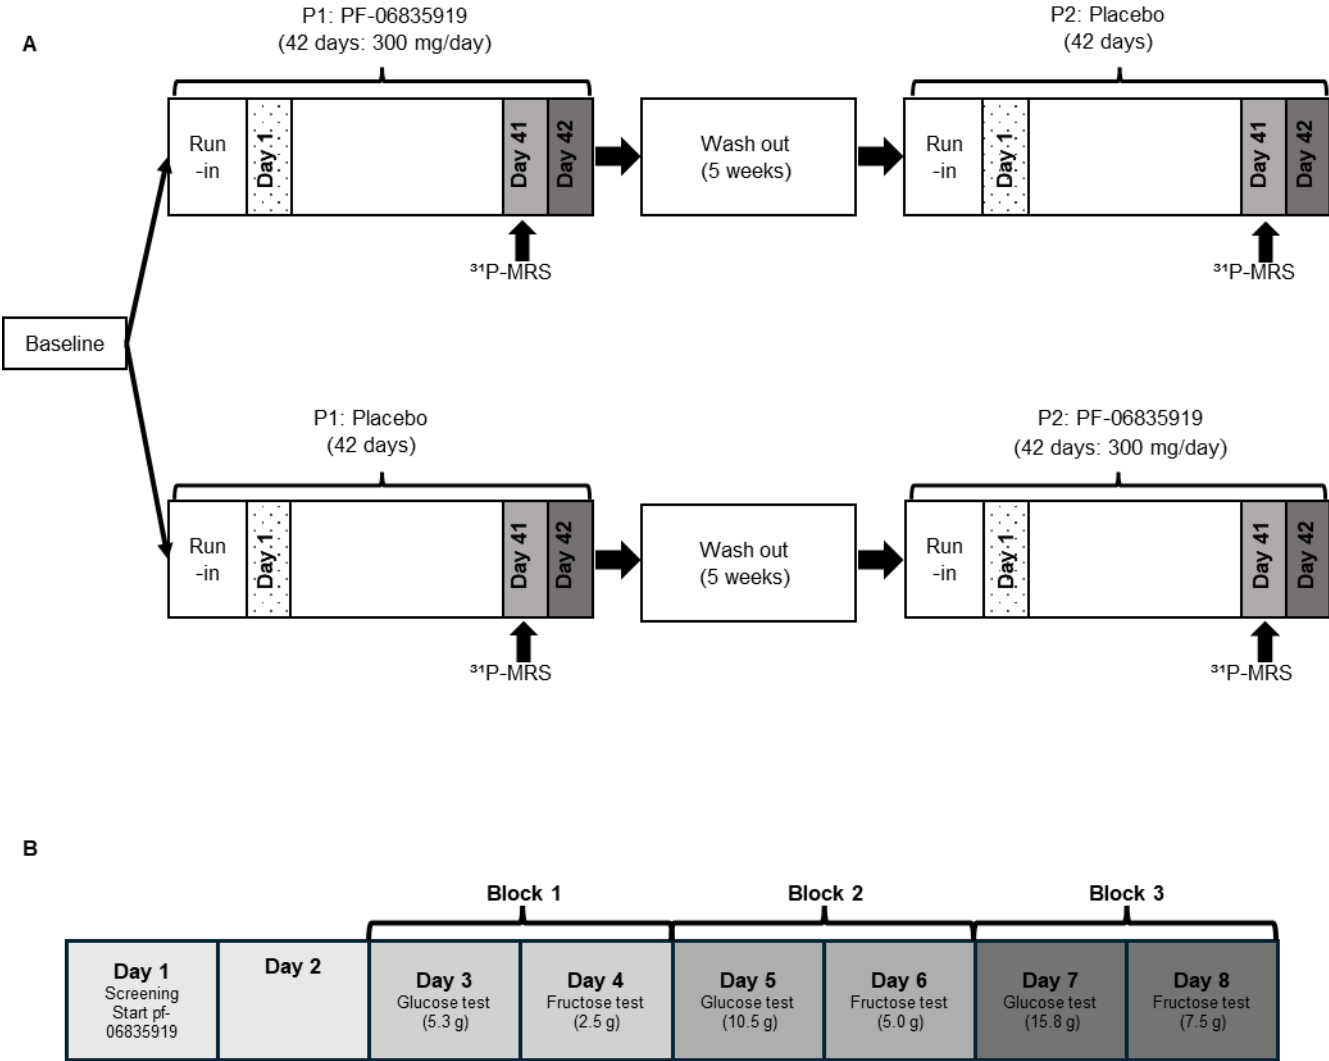 A
P1: PF-06835919
(42 days: 300 mg/day)
P2: Placebo
(42 days)
Run
-in
Day 1
Day 41
Day 42
Wash out
(5 weeks)
Run
-in
Day 1
Day 41
Day 42
³¹P-MRS
³¹P-MRS
Baseline
P1: Placebo
(42 days)
P2: PF-06835919
(42 days: 300 mg/day)
Run
-in
Day 1
Day 41
Day 42
Wash out
(5 weeks)
Run
-in
Day 1
Day 41
Day 42
³¹P-MRS
³¹P-MRS
B
Block 1
Block 2
Block 3
Day 1
Screening
Start pf-
06835919
Day 2
Day 3
Glucose test
(5.3 g)
Day 4
Fructose test
(2.5 g)
Day 5
Glucose test
(10.5 g)
Day 6
Fructose test
(5.0 g)
Day 7
Glucose test
(15.8 g)
Day 8
Fructose test
(7.5 g)